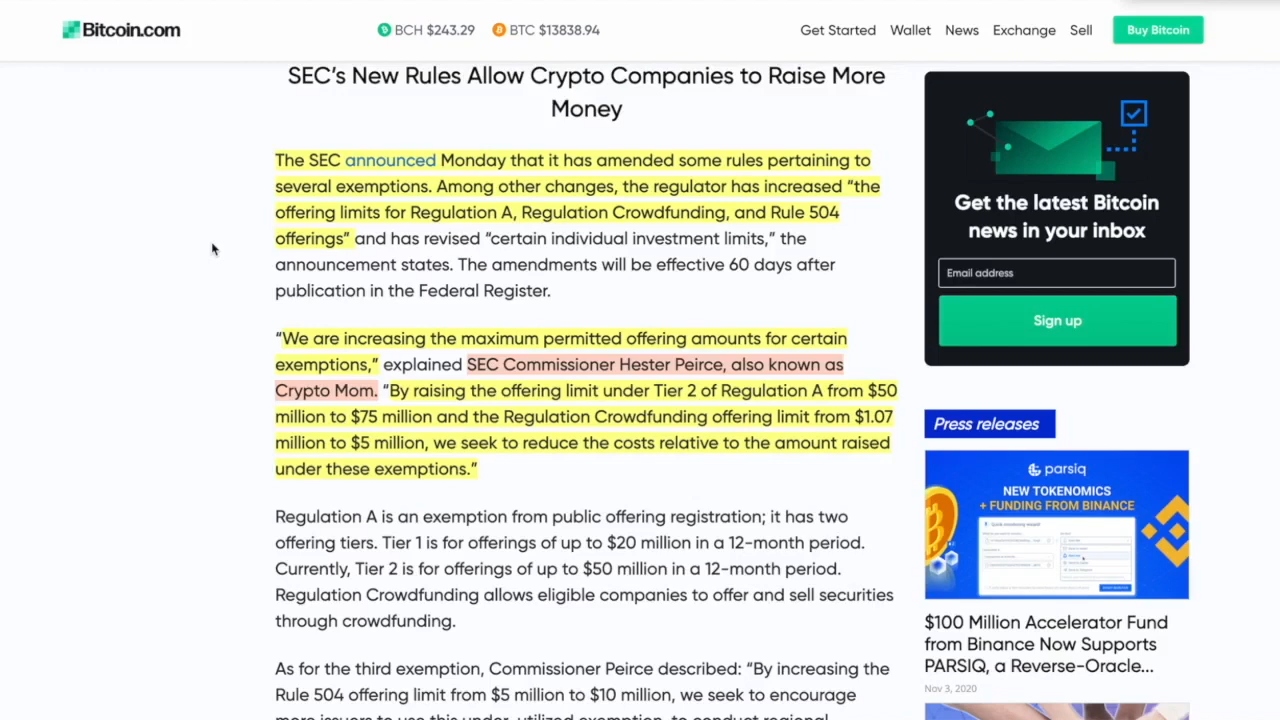 Bitcoin.com
BCH $243.29
BTC $13838.94
Get Started
Wallet
News
Exchange
Sell
Buy Bitcoin
SEC’s New Rules Allow Crypto Companies to Raise More
Money
The SEC announced Monday that it has amended some rules pertaining to
several exemptions. Among other changes, the regulator has increased “the
offering limits for Regulation A, Regulation Crowdfunding, and Rule 504
offerings” and has revised “certain individual investment limits,” the
announcement states. The amendments will be effective 60 days after
publication in the Federal Register.
“We are increasing the maximum permitted offering amounts for certain
exemptions,” explained SEC Commissioner Hester Peirce, also known as
Crypto Mom. “By raising the offering limit under Tier 2 of Regulation A from $50
million to $75 million and the Regulation Crowdfunding offering limit from $1.07
million to $5 million, we seek to reduce the costs relative to the amount raised
under these exemptions.”
Regulation A is an exemption from public offering registration; it has two
offering tiers. Tier 1 is for offerings of up to $20 million in a 12-month period.
Currently, Tier 2 is for offerings of up to $50 million in a 12-month period.
Regulation Crowdfunding allows eligible companies to offer and sell securities
through crowdfunding.
As for the third exemption, Commissioner Peirce described: “By increasing the
Rule 504 offering limit from $5 million to $10 million, we seek to encourage
more issuers to use this under-utilized exemption to conduct regional
Get the latest Bitcoin
news in your inbox
Email address
Sign up
Press releases
parsiq
NEW TOKENOMICS
+ FUNDING FROM BINANCE
$100 Million Accelerator Fund
from Binance Now Supports
PARSIQ, a Reverse-Oracle...
Nov 3, 2020